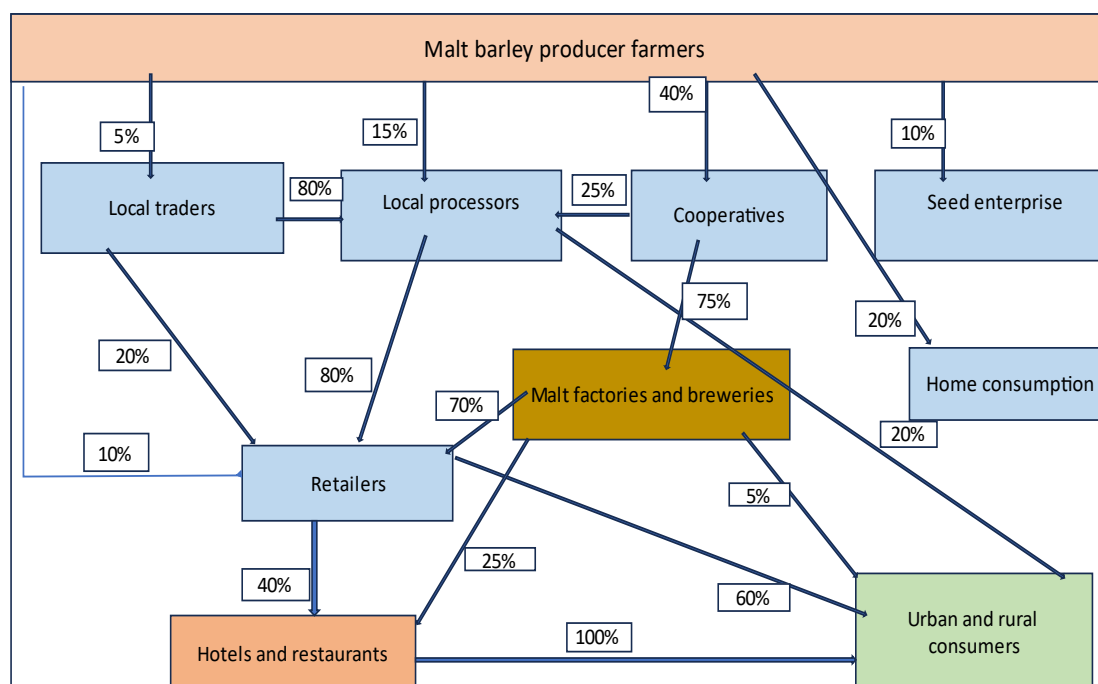 Malt barley producer farmers
5%
15%
40%
10%
Local traders
80%
Local processors
25%
Cooperatives
Seed enterprise
75%
20%
20%
80%
Malt factories and breweries
Home consumption
70%
20%
10%
Retailers
5%
40%
25%
60%
Hotels and restaurants
100%
Urban and rural
consumers